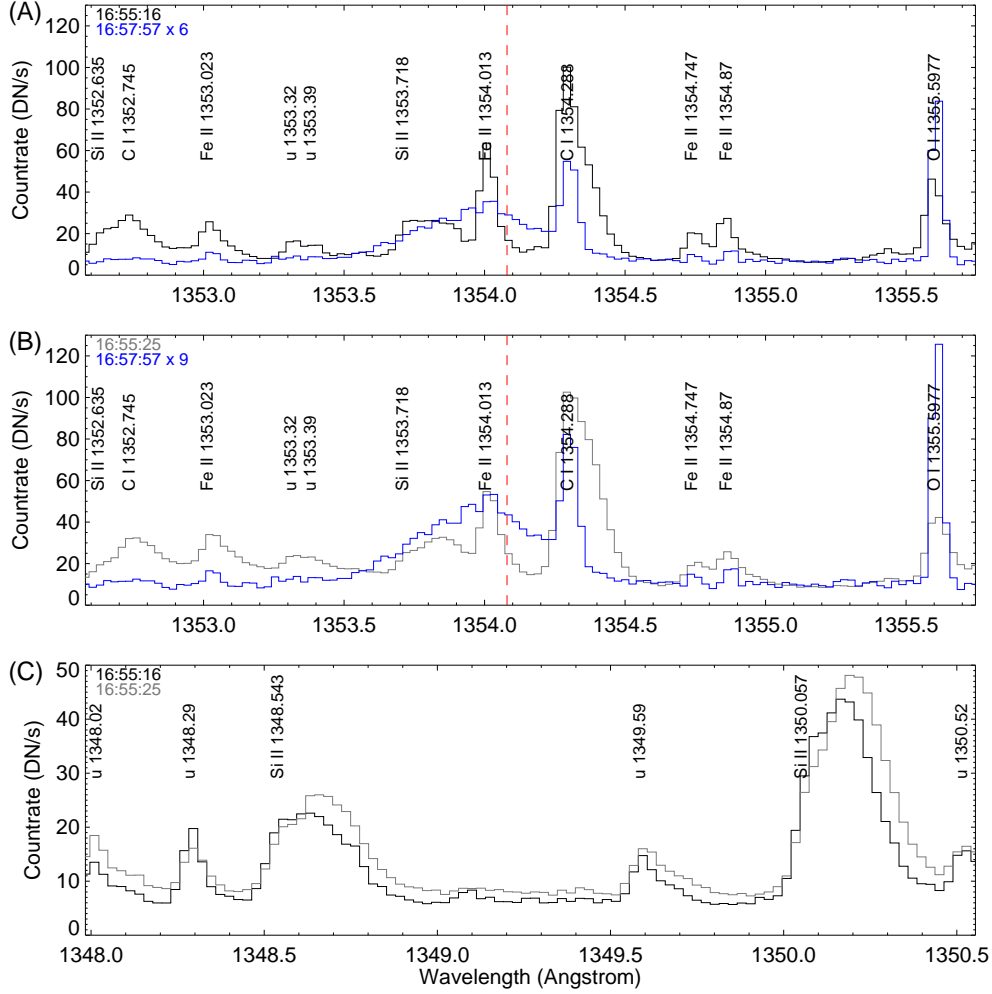 (A)
16:55:16
16:57:57 x 6
Countrate (DN/s)
120
100
80
60
40
20
0
Si II 1352.635
C I 1352.745
Fe II 1353.023
u 1353.32
u 1353.39
Si II 1353.718
Fe II 1354.013
C I 1354.288
Fe II 1354.747
Fe II 1354.87
O I 1355.5977
1353.0 1353.5 1354.0 1354.5 1355.0 1355.5
(B)
16:55:25
16:57:57 x 9
Countrate (DN/s)
120
100
80
60
40
20
0
Si II 1352.635
C I 1352.745
Fe II 1353.023
u 1353.32
u 1353.39
Si II 1353.718
Fe II 1354.013
C I 1354.288
Fe II 1354.747
Fe II 1354.87
O I 1355.5977
1353.0 1353.5 1354.0 1354.5 1355.0 1355.5
(C)
16:55:16
16:55:25
Countrate (DN/s)
50
40
30
20
10
0
u 1348.02
u 1348.29
Si II 1348.543
u 1349.59
Si II 1350.057
u 1350.52
1348.0 1348.5 1349.0 1349.5 1350.0 1350.5
Wavelength (Angstrom)